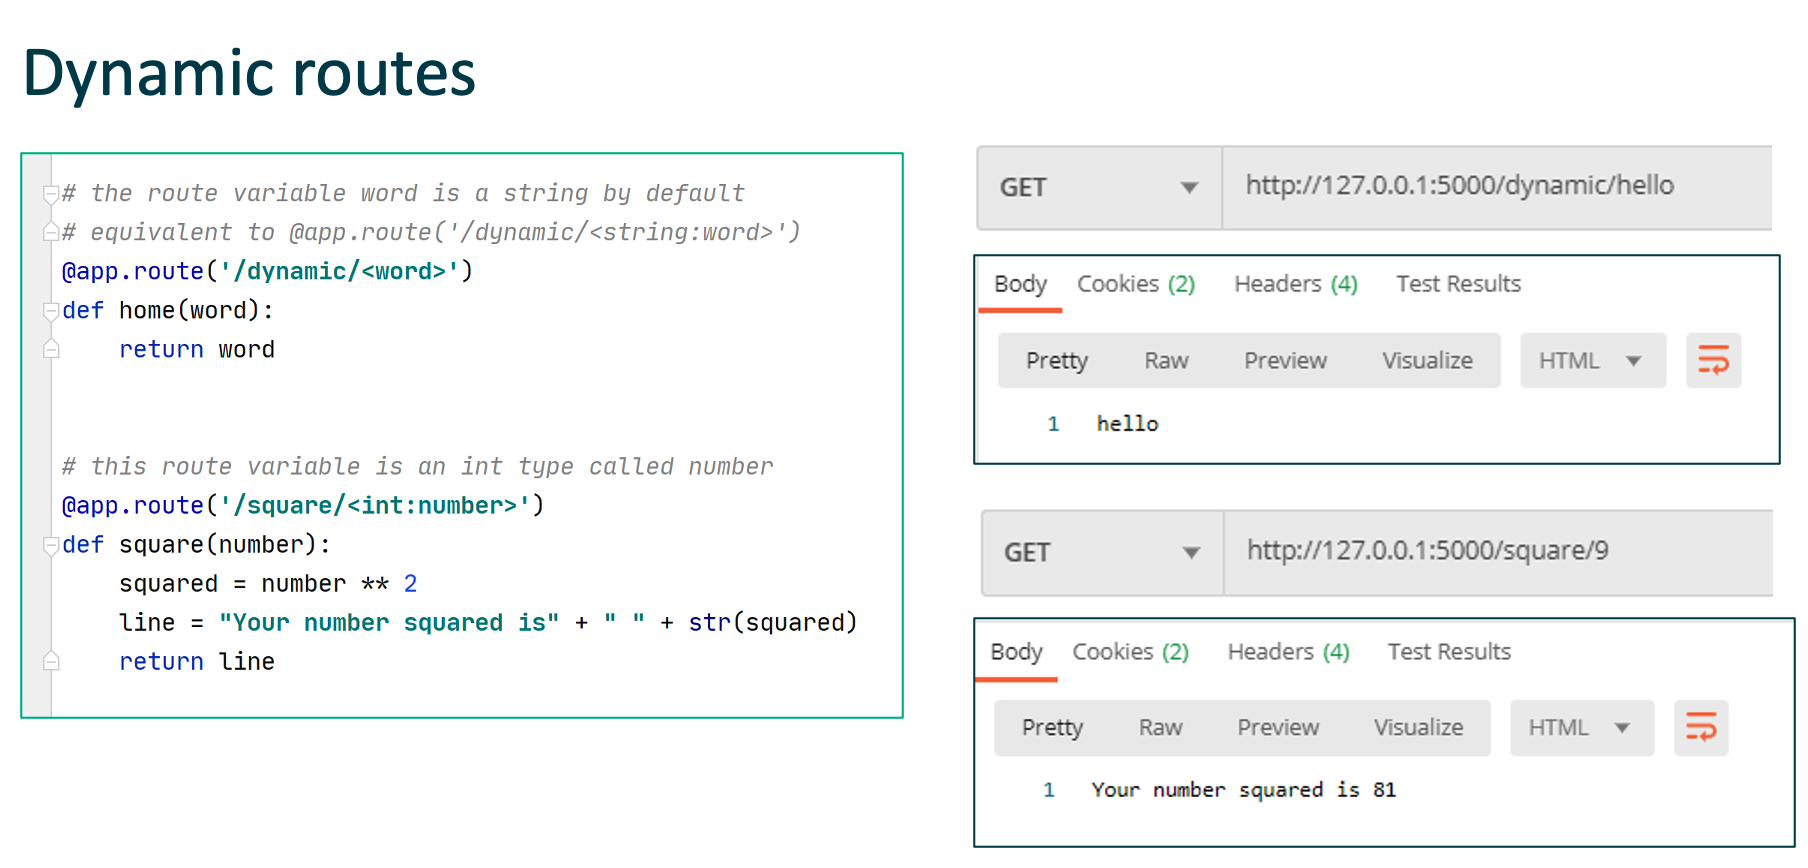 Dynamic routes
# the route variable word is a string by default
# equivalent to @app.route('/dynamic/<string:word>')
@app.route('/dynamic/<word>')
def home(word):
    return word
# this route variable is an int type called number
@app.route('/square/<int:number>')
def square(number):
    squared = number ** 2
    line = "Your number squared is" + " " + str(squared)
    return line
GET http://127.0.0.1:5000/dynamic/hello
Body Cookies (2) Headers (4) Test Results
Pretty Raw Preview Visualize HTML
1 hello
GET http://127.0.0.1:5000/square/9
Body Cookies (2) Headers (4) Test Results
Pretty Raw Preview Visualize HTML
1 Your number squared is 81